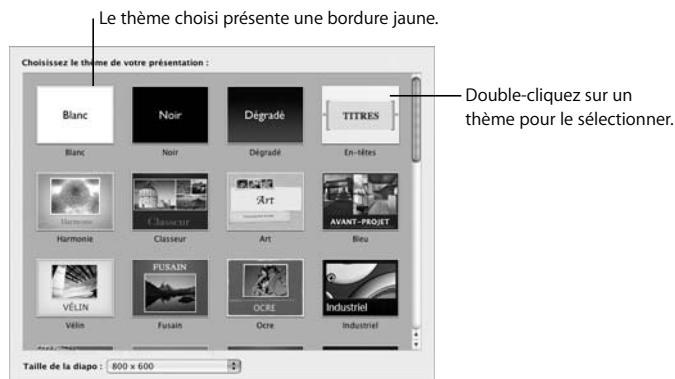 Le thème choisi présente une bordure jaune.
Choisissez le thème de votre présentation :
Blanc
Noir
Dégradé
TITRES
Blanc
Noir
Dégradé
En-têtes
Harmonie
Classeur
Art
AVANT-PROJET
Harmonie
Classeur
Art
Bleu
VÉLIN
FUSAIN
OCRE
Industriel
Vélin
Fusain
Ocre
Industriel
Taille de la diapo : 800 x 600
Double-cliquez sur un
thème pour le sélectionner.